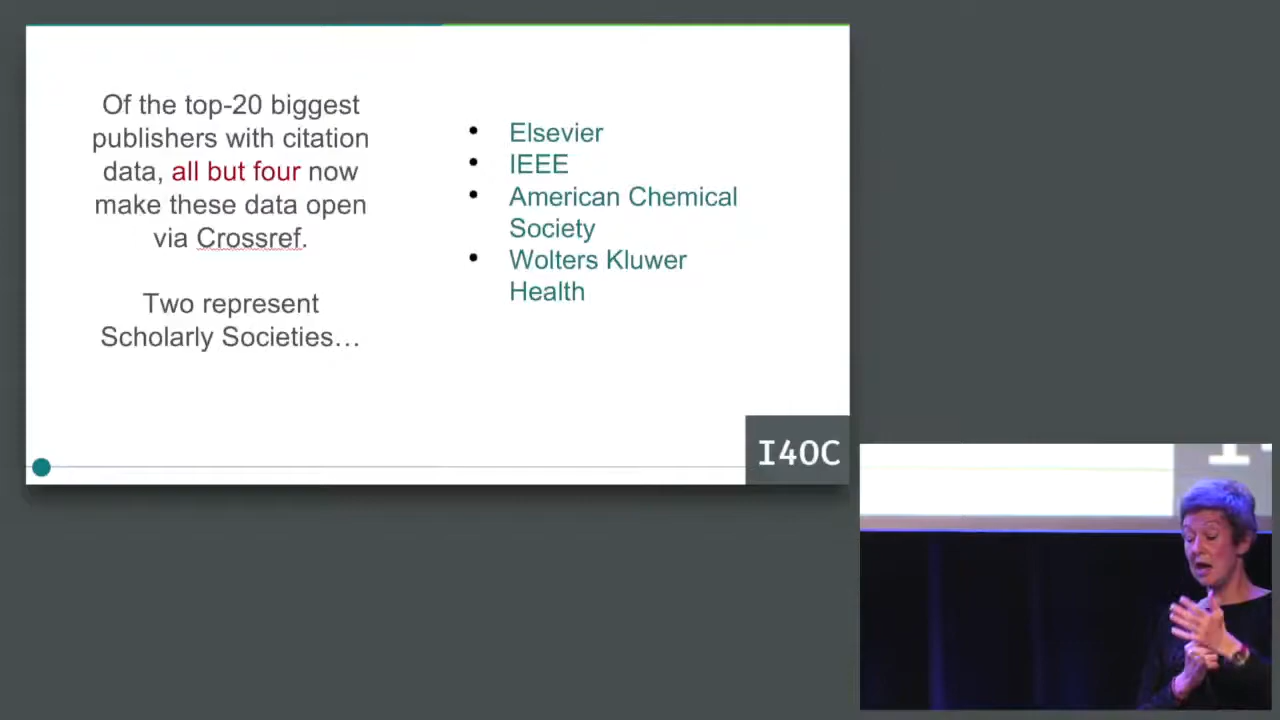 Of the top-20 biggest
publishers with citation
data, all but four now
make these data open
via Crossref.
Two represent
Scholarly Societies…
• Elsevier
• IEEE
• American Chemical
Society
• Wolters Kluwer
Health
I4OC